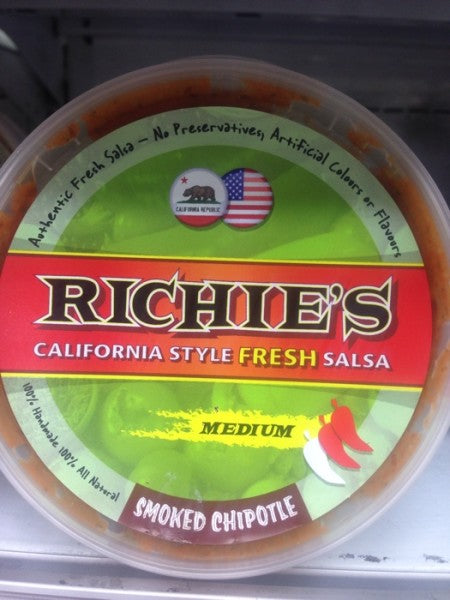 Authentic Fresh Salsa – No Preservatives, Artificial Colours or Flavours
CALIFORNIA REPUBLIC
RICHIE'S
CALIFORNIA STYLE FRESH SALSA
MEDIUM
100% Handmade 100% All Natural
SMOKED CHIPOTLE